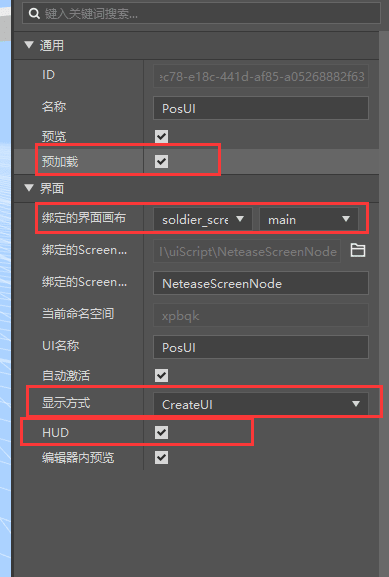 键入关键词搜索...
通用
ID
:c78-e18c-441d-af85-a05268882f63
名称
PosUI
预览
预加载
界面
绑定的界面画布
soldier_scre
main
绑定的Screen...
l\uiScript\NeteaseScreenNode
绑定的Screen...
NeteaseScreenNode
当前命名空间
xpbqk
UI名称
PosUI
自动激活
显示方式
CreateUI
HUD
编辑器内预览